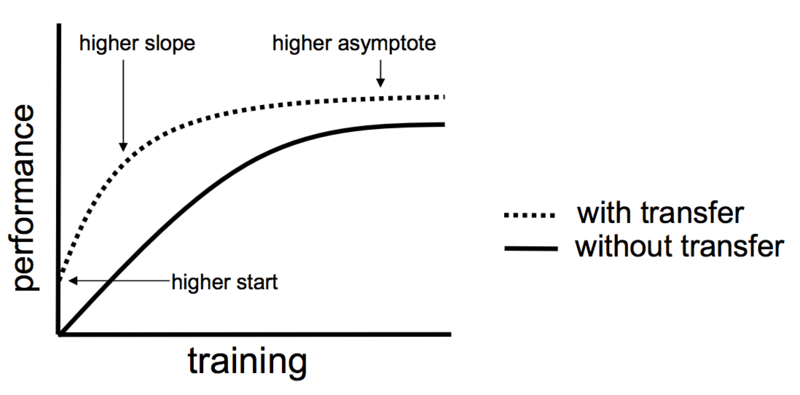 higher slope
higher asymptote
performance
with transfer
without transfer
higher start
training